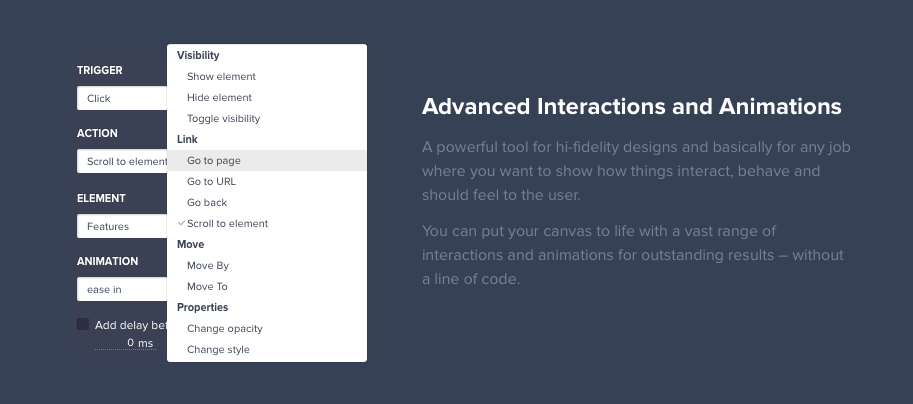 TRIGGER
Click
ACTION
Scroll to element
ELEMENT
Features
ANIMATION
ease in
Add delay
0 ms
Visibility
Show element
Hide element
Toggle visibility
Link
Go to page
Go to URL
Go back
Scroll to element
Move
Move By
Move To
Properties
Change opacity
Change style
Advanced Interactions and Animations
A powerful tool for hi-fidelity designs and basically for any job
where you want to show how things interact, behave and
should feel to the user.
You can put your canvas to life with a vast range of
interactions and animations for outstanding results – without
a line of code.